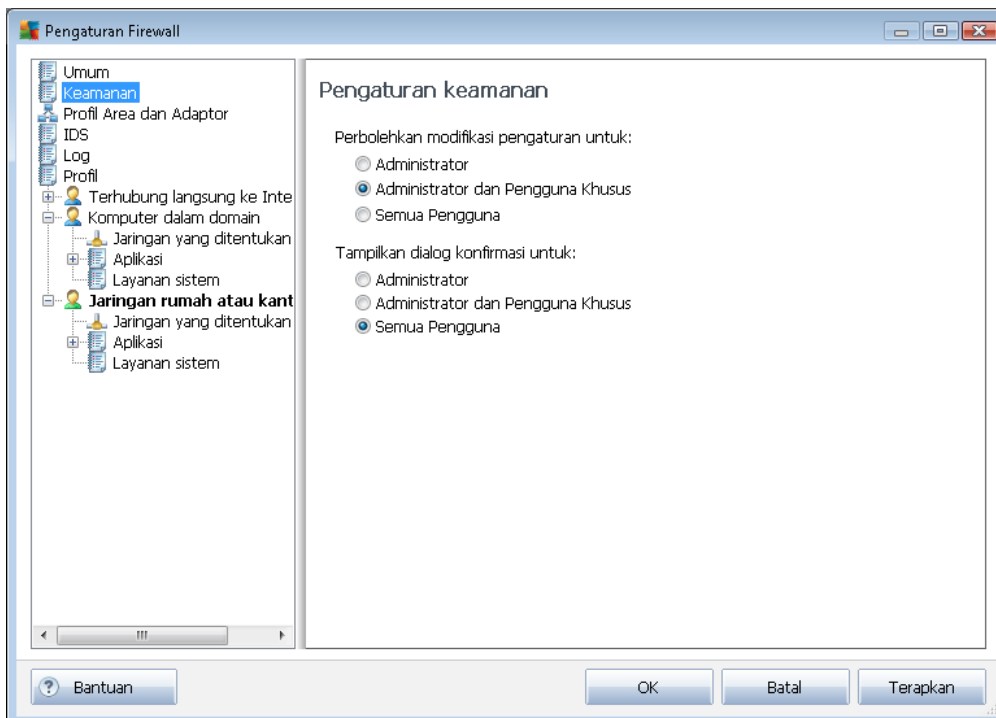 Pengaturan Firewall
Umum
Keamanan
Profil Area dan Adaptor
IDS
Log
Profil
Terhubung langsung ke Inte
Komputer dalam domain
Jaringan yang ditentukan
Aplikasi
Layanan sistem
Jaringan rumah atau kant
Jaringan yang ditentukan
Aplikasi
Layanan sistem
Pengaturan keamanan
Perbolehkan modifikasi pengaturan untuk:
Administrator
Administrator dan Pengguna Khusus
Semua Pengguna
Tampilkan dialog konfirmasi untuk:
Administrator
Administrator dan Pengguna Khusus
Semua Pengguna
Bantuan
OK
Batal
Terapkan